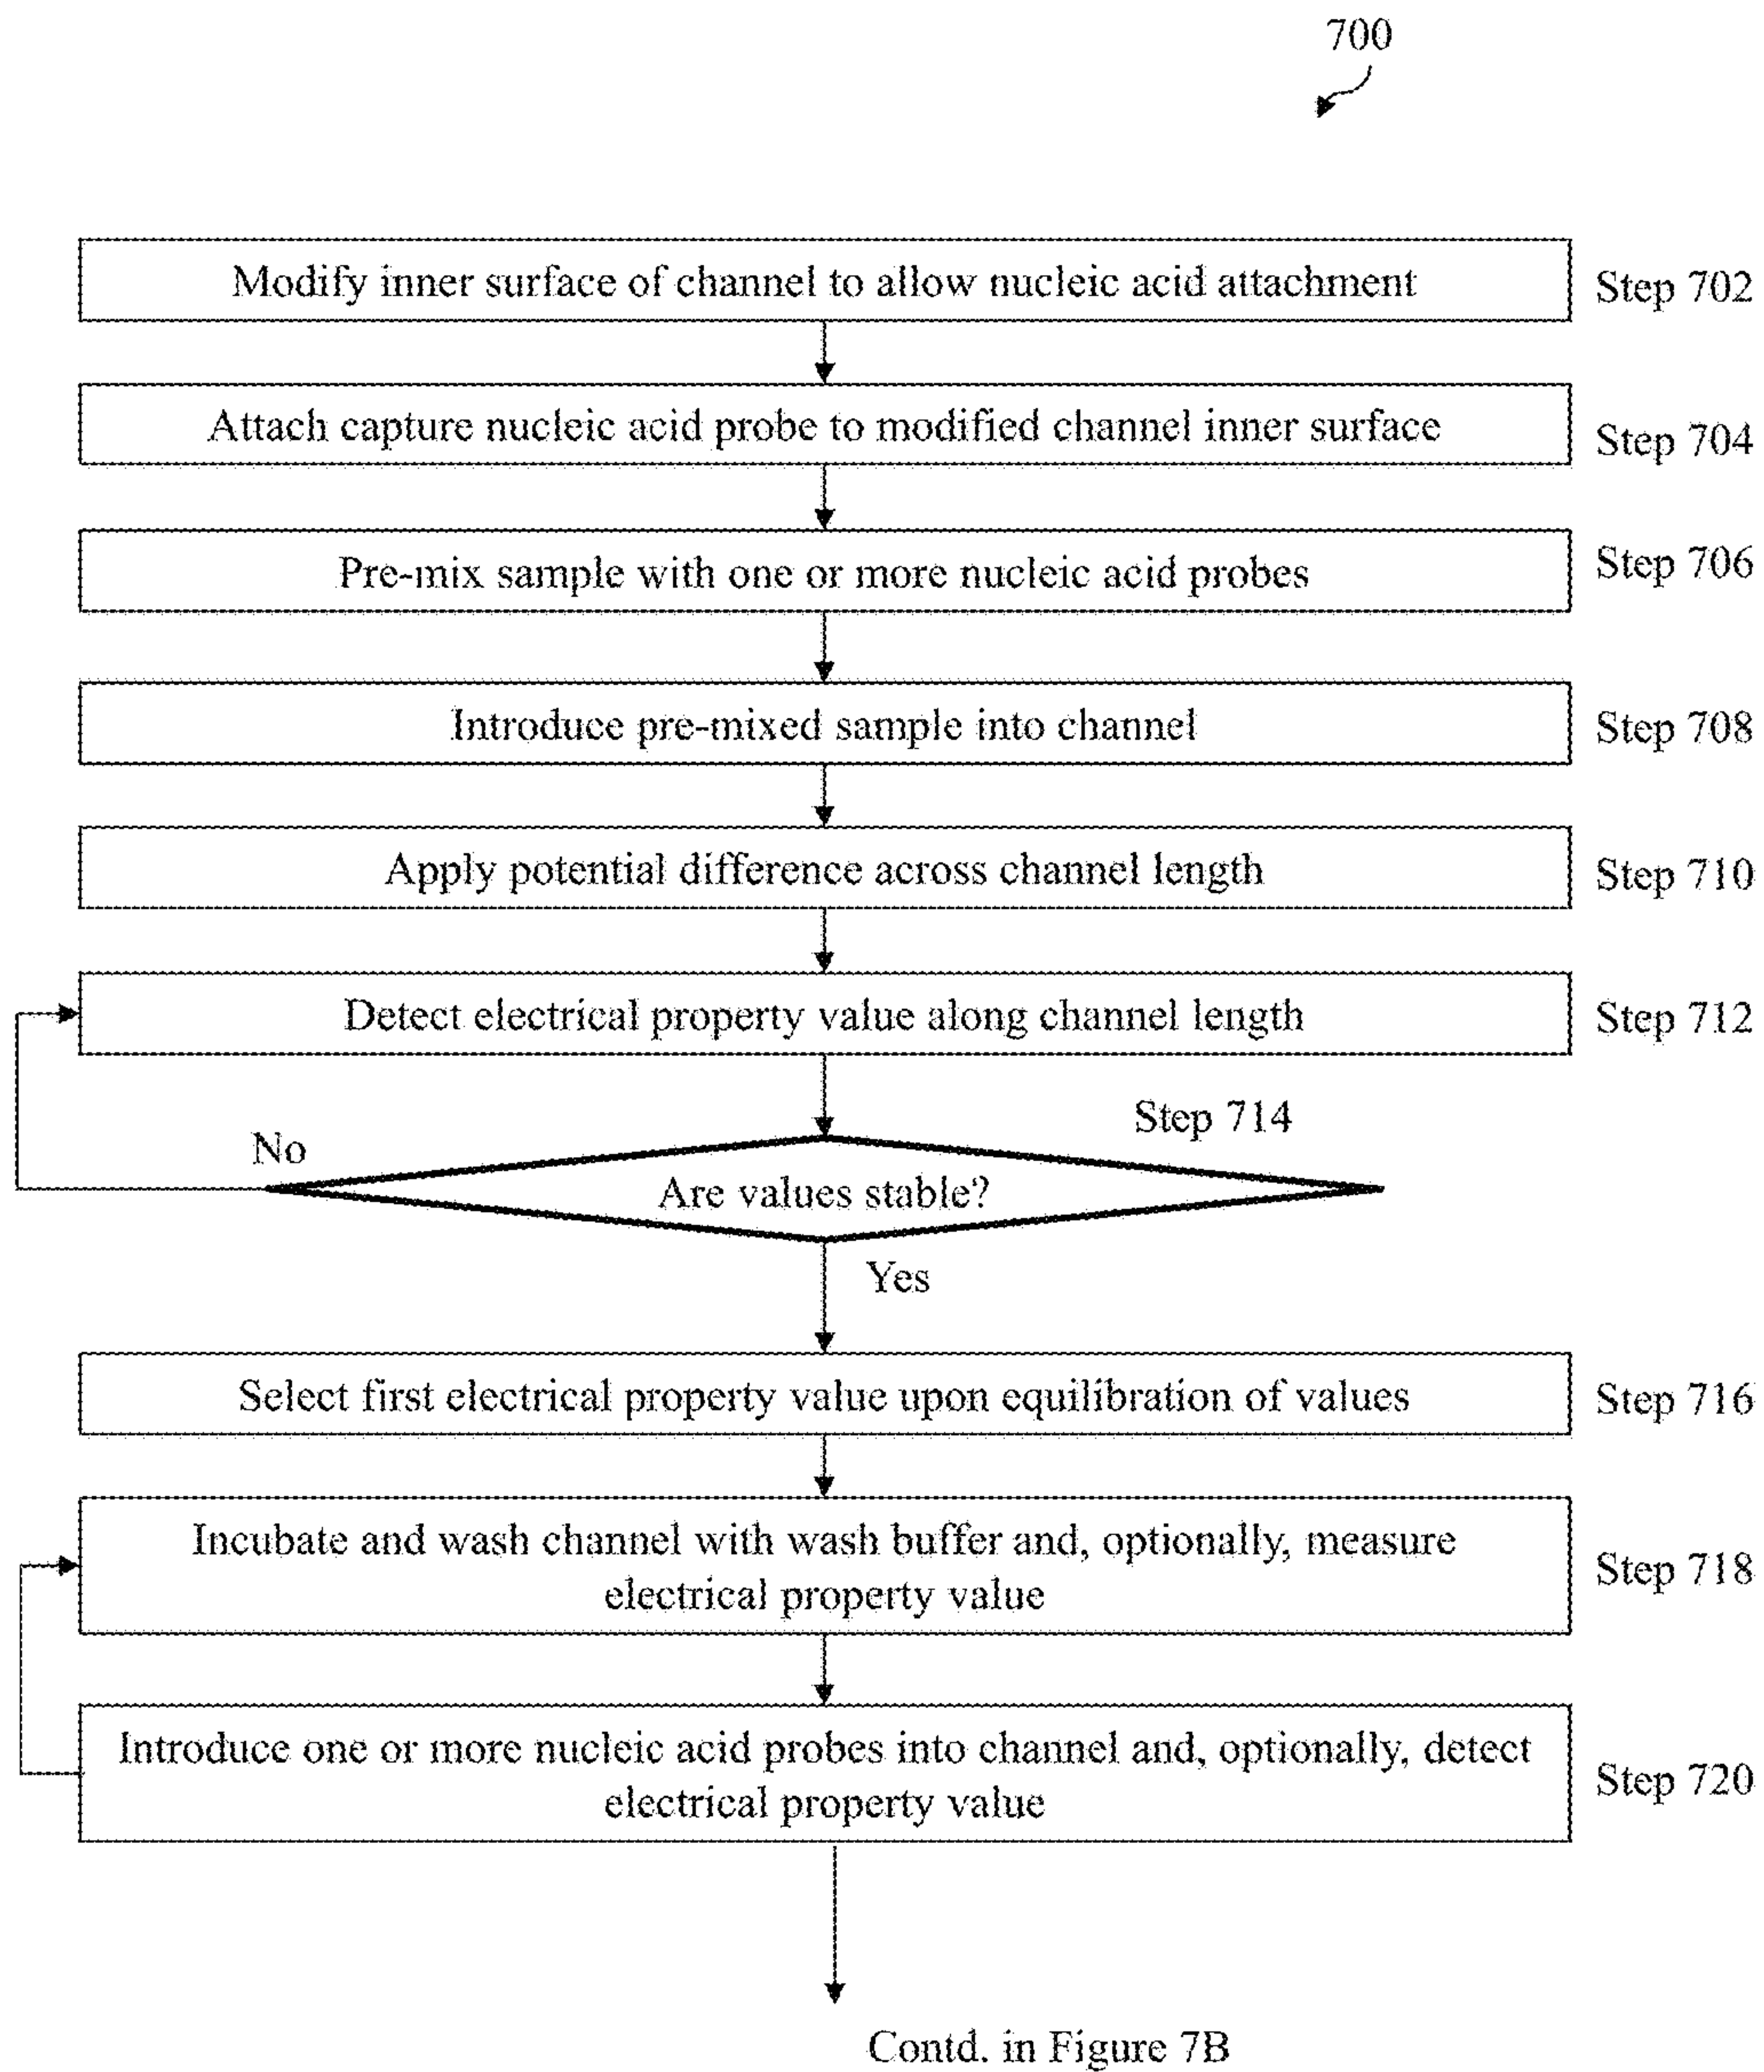 700
Modify inner surface of channel to allow nucleic acid attachment
Step 702
Attach capture nucleic acid probe to modified channel inner surface
Step 704
Pre-mix sample with one or more nucleic acid probes
Step 706
Introduce pre-mixed sample into channel
Step 708
Apply potential difference across channel length
Step 710
Detect electrical property value along channel length
Step 712
Step 714
No
Are values stable?
Yes
Select first electrical property value upon equilibration of values
Step 716
Incubate and wash channel with wash buffer and, optionally, measure
electrical property value
Step 718
Introduce one or more nucleic acid probes into channel and, optionally, detect
electrical property value
Step 720
Contd. in Figure 7B